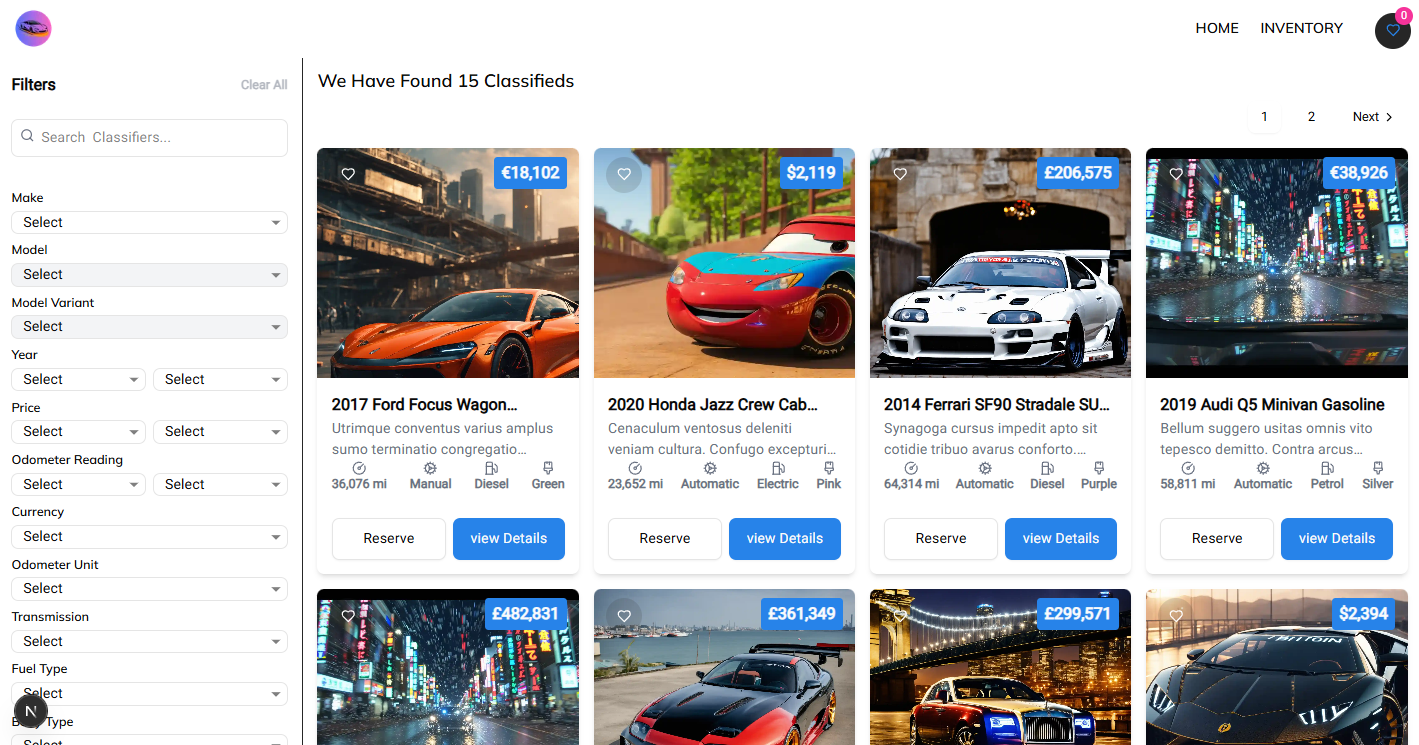 HOME INVENTORY 0
Filters Clear All
We Have Found 15 Classifieds
Search Classifiers...
1 2 Next
Make
Select
Model
Select
Model Variant
Select
Year
Select Select
Price
Select Select
Odometer Reading
Select Select
Currency
Select
Odometer Unit
Select
Transmission
Select
Fuel Type
Select
N
Type
€18,102
2017 Ford Focus Wagon...
Utrimque conventus varius amplus
sumo terminatio congregatio...
36,076 mi Manual Diesel Green
Reserve view Details
$2,119
2020 Honda Jazz Crew Cab...
Cenaculum ventosus deleniti
veniam cultura. Confugo excepturi...
23,652 mi Automatic Electric Pink
Reserve view Details
£206,575
2014 Ferrari SF90 Stradale SU...
Synagoga cursus impedit apto sit
cotidie tribuo avarus conforto....
64,314 mi Automatic Diesel Purple
Reserve view Details
€38,926
2019 Audi Q5 Minivan Gasoline
Bellum suggero usitas omnis vito
tepesco demitto. Contra arcus...
58,811 mi Automatic Petrol Silver
Reserve view Details
£482,831
£361,349
£299,571
$2,394